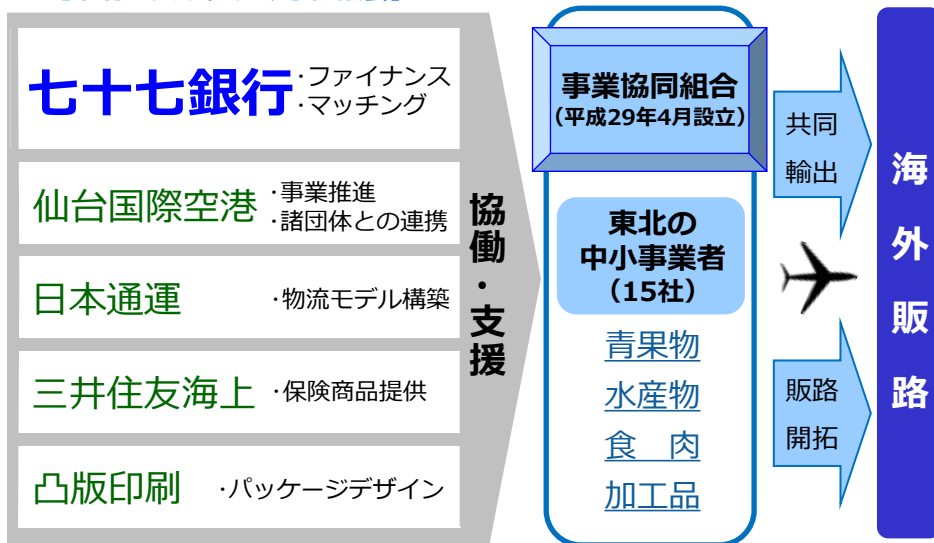 七十七銀行
・ファイナンス
・マッチング
仙台国際空港
・事業推進
・諸団体との連携
日本通運
・物流モデル構築
三井住友海上
・保険商品提供
凸版印刷
・パッケージデザイン
協働・支援
事業協同組合
（平成29年4月設立）
東北の
中小事業者
（15社）
青果物
水産物
食　肉
加工品
共同
輸出
販路
開拓
海外販路